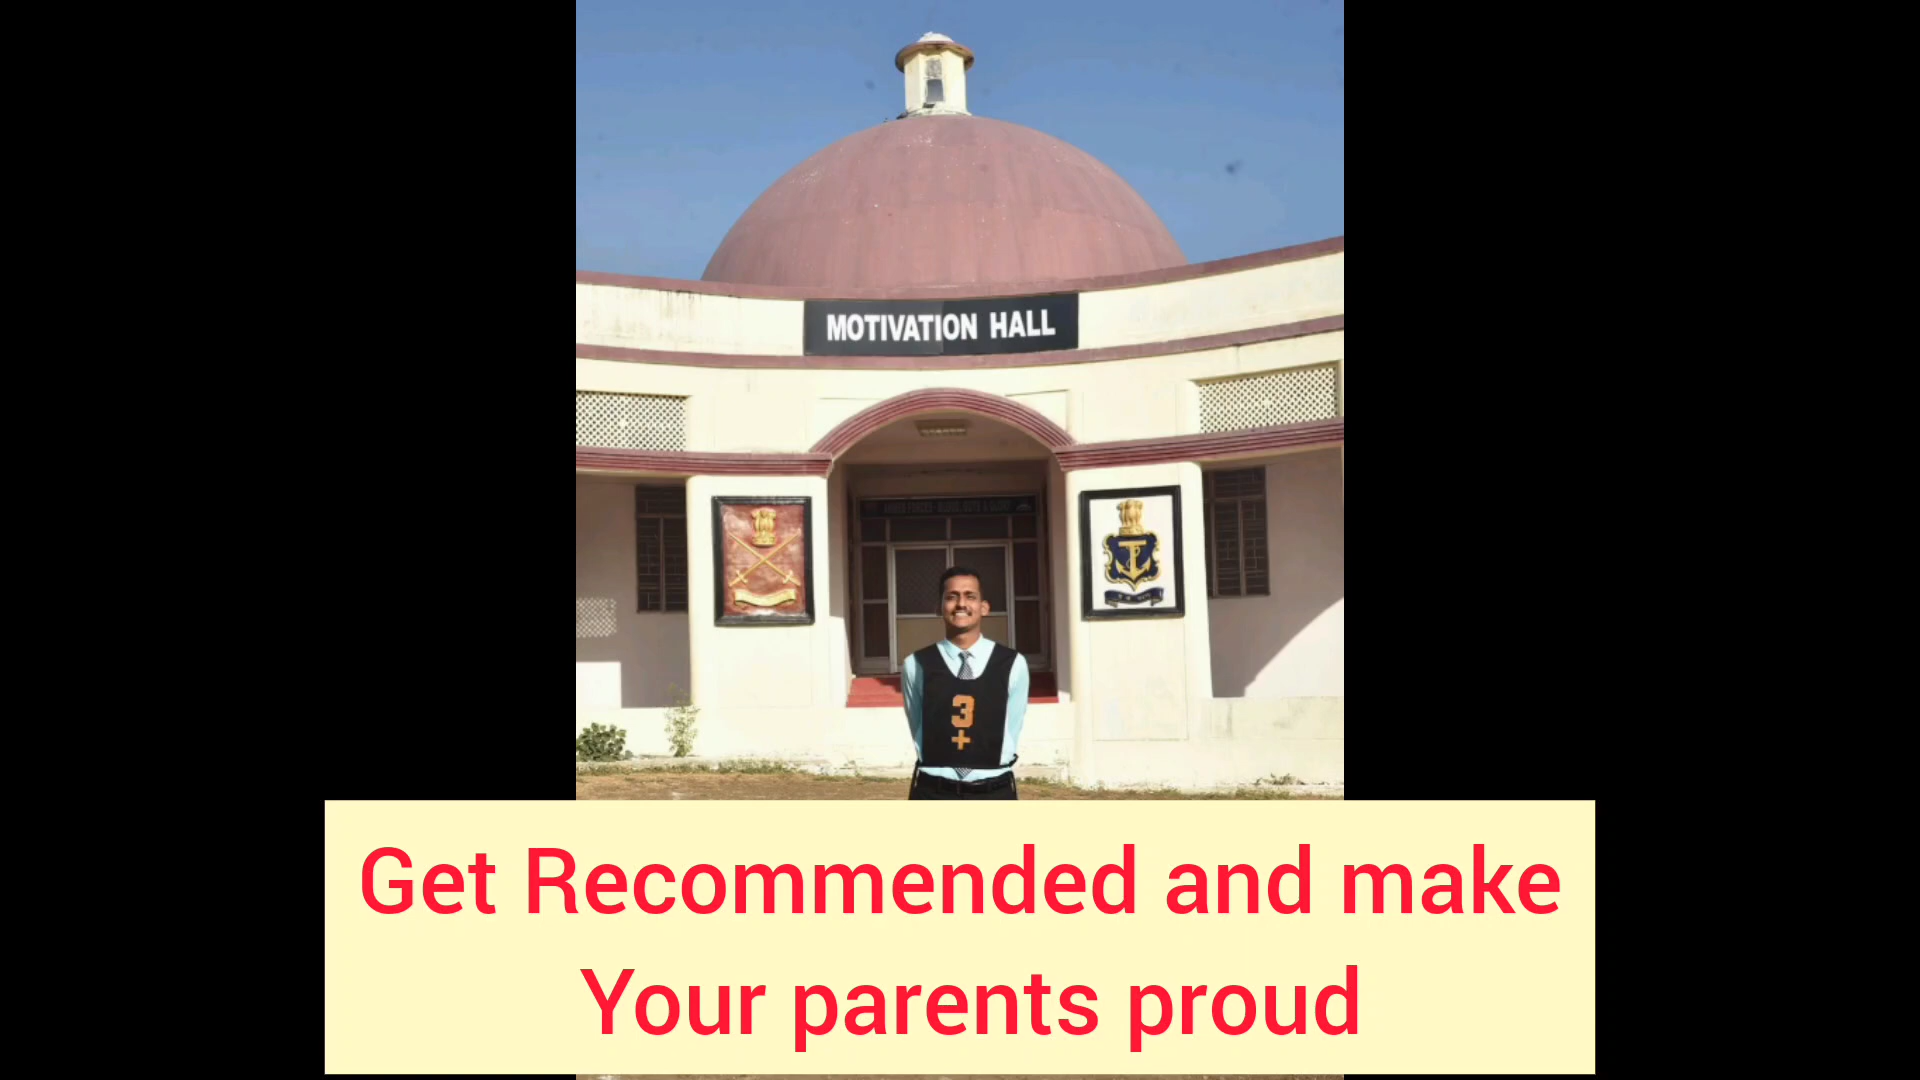 MOTIVATION HALL
3
+
Get Recommended and make
Your parents proud